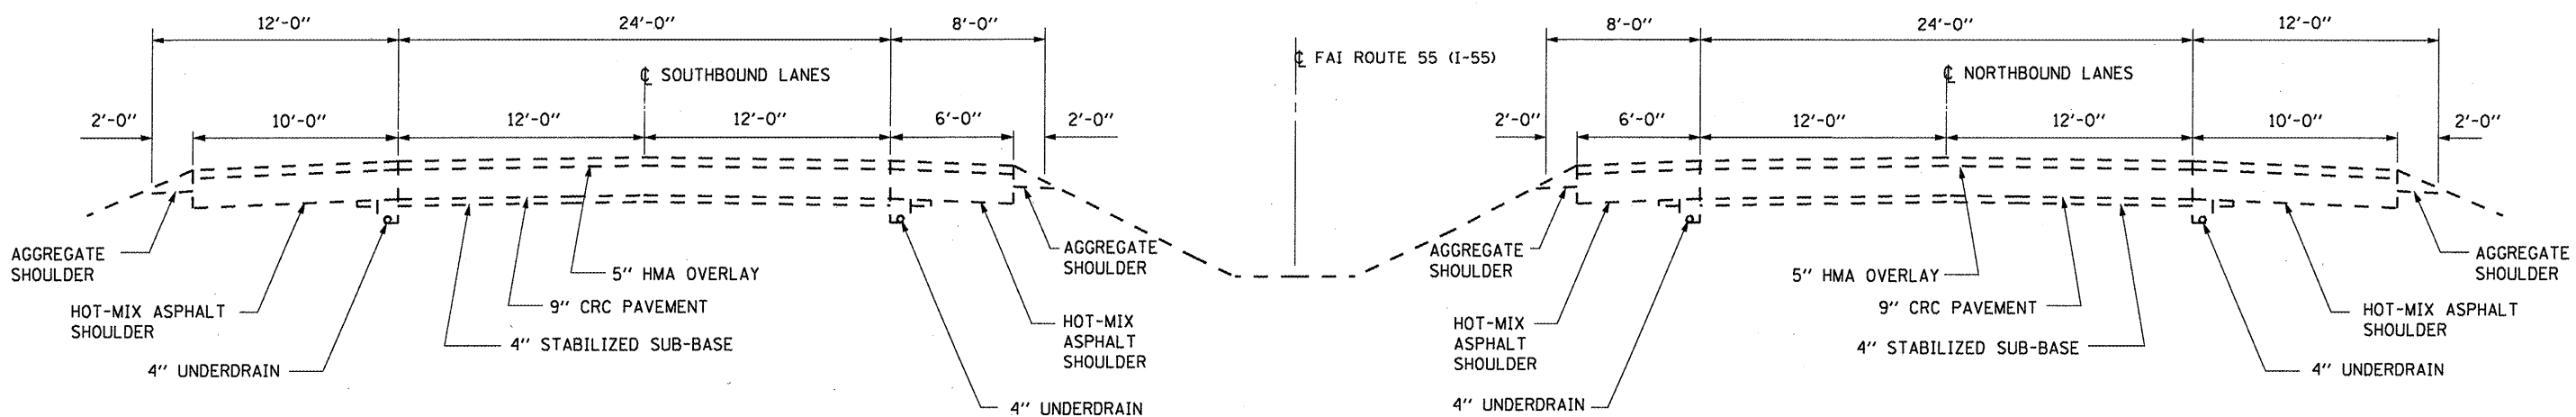 12'-0" 24'-0" 8'-0" 8'-0" 24'-0" 12'-0"
℄ FAI ROUTE 55 (I-55)
℄ SOUTHBOUND LANES
℄ NORTHBOUND LANES
2'-0" 10'-0" 12'-0" 12'-0" 6'-0" 2'-0" 2'-0" 6'-0" 12'-0" 12'-0" 10'-0" 2'-0"
AGGREGATE
SHOULDER
HOT-MIX ASPHALT
SHOULDER
4" UNDERDRAIN
5" HMA OVERLAY
9" CRC PAVEMENT
4" STABILIZED SUB-BASE
AGGREGATE
SHOULDER
HOT-MIX
ASPHALT
SHOULDER
4" UNDERDRAIN
AGGREGATE
SHOULDER
HOT-MIX
ASPHALT
SHOULDER
4" UNDERDRAIN
5" HMA OVERLAY
9" CRC PAVEMENT
4" STABILIZED SUB-BASE
AGGREGATE
SHOULDER
HOT-MIX ASPHALT
SHOULDER
4" UNDERDRAIN